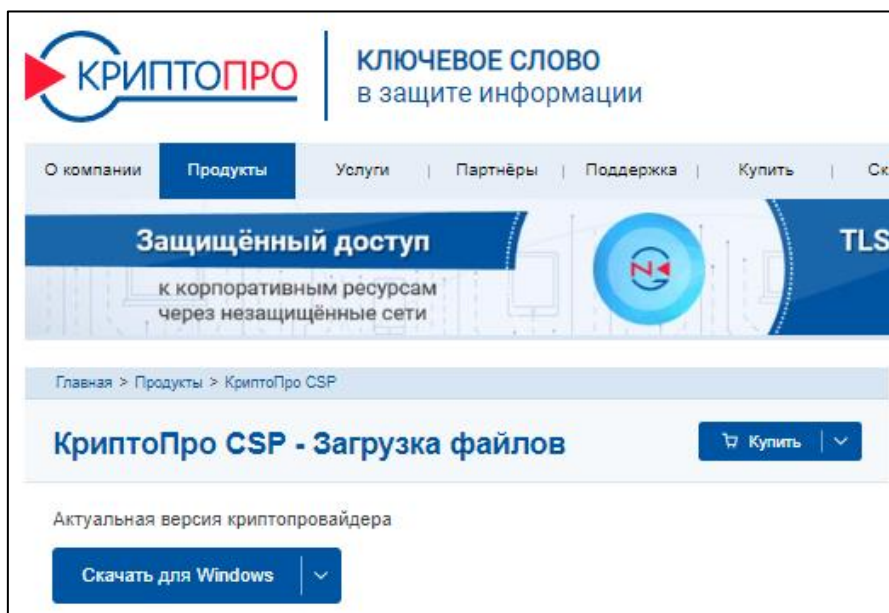 КРИПТОПРО
КЛЮЧЕВОЕ СЛОВО
в защите информации
О компании Продукты Услуги | Партнёры | Поддержка | Купить | Ск
Защищённый доступ
к корпоративным ресурсам
через незащищённые сети
TLS
Главная > Продукты > КриптоПро CSP
КриптоПро CSP - Загрузка файлов
Купить
Актуальная версия криптопровайдера
Скачать для Windows